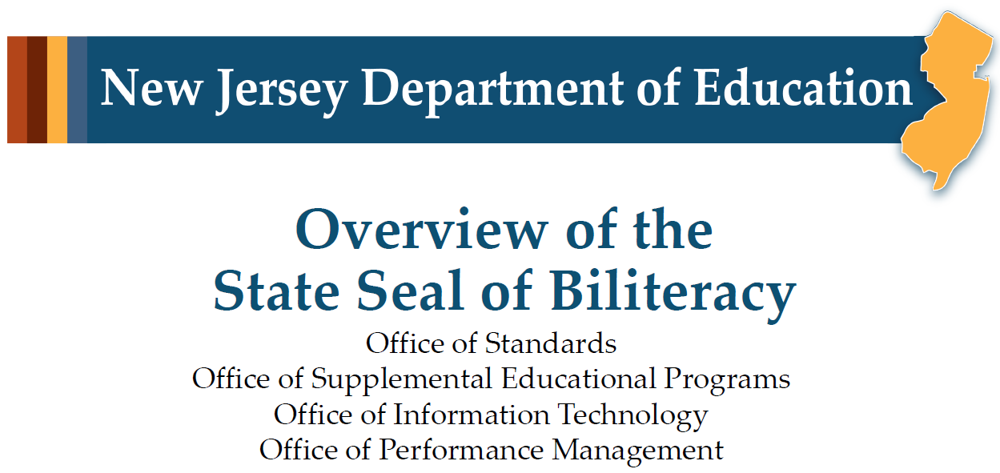 New Jersey Department of Education
Overview of the
State Seal of Biliteracy
Office of Standards
Office of Supplemental Educational Programs
Office of Information Technology
Office of Performance Management